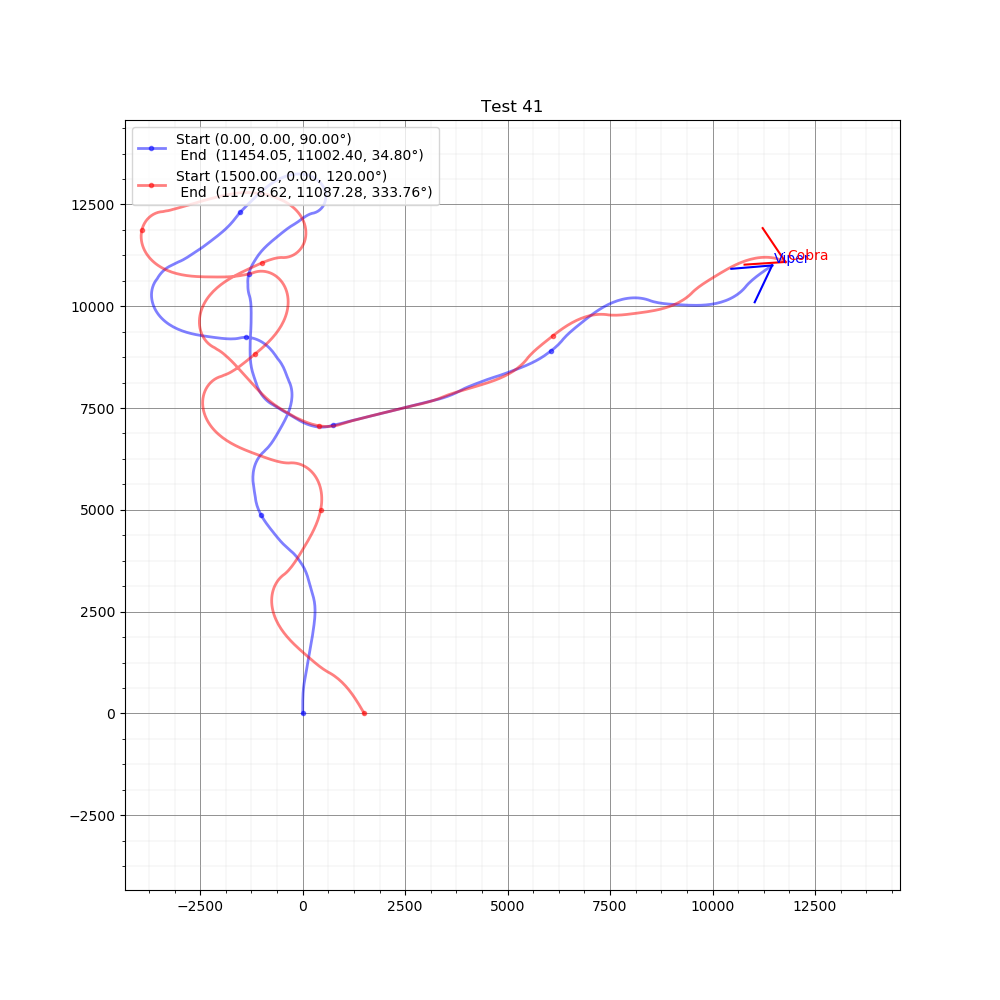 Test 41
Start (0.00, 0.00, 90.00°)
End (11454.05, 11002.40, 34.80°)
Start (1500.00, 0.00, 120.00°)
End (11778.62, 11087.28, 333.76°)
12500
10000
7500
5000
2500
0
−2500
Cobra
Viper
−2500 0 2500 5000 7500 10000 12500